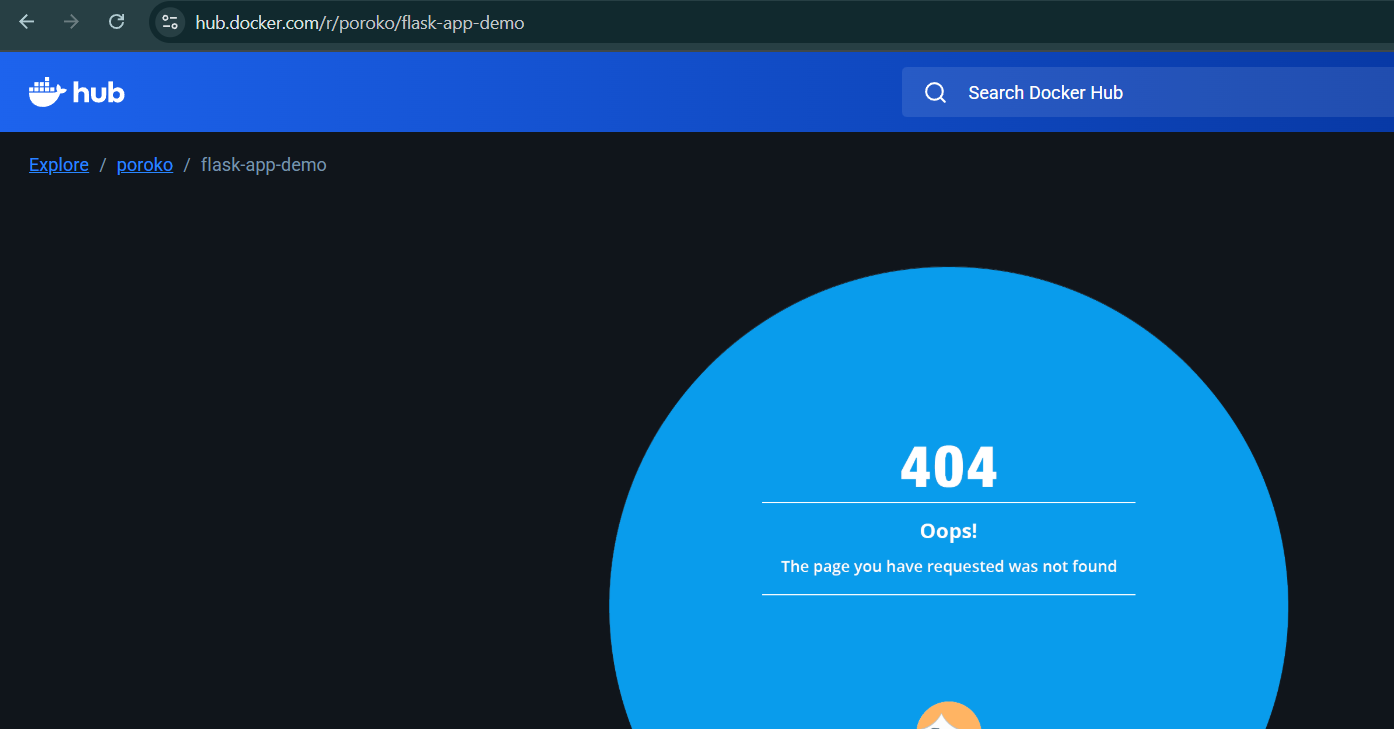 hub.docker.com/r/poroko/flask-app-demo
hub
Search Docker Hub
Explore / poroko / flask-app-demo
404
Oops!
The page you have requested was not found